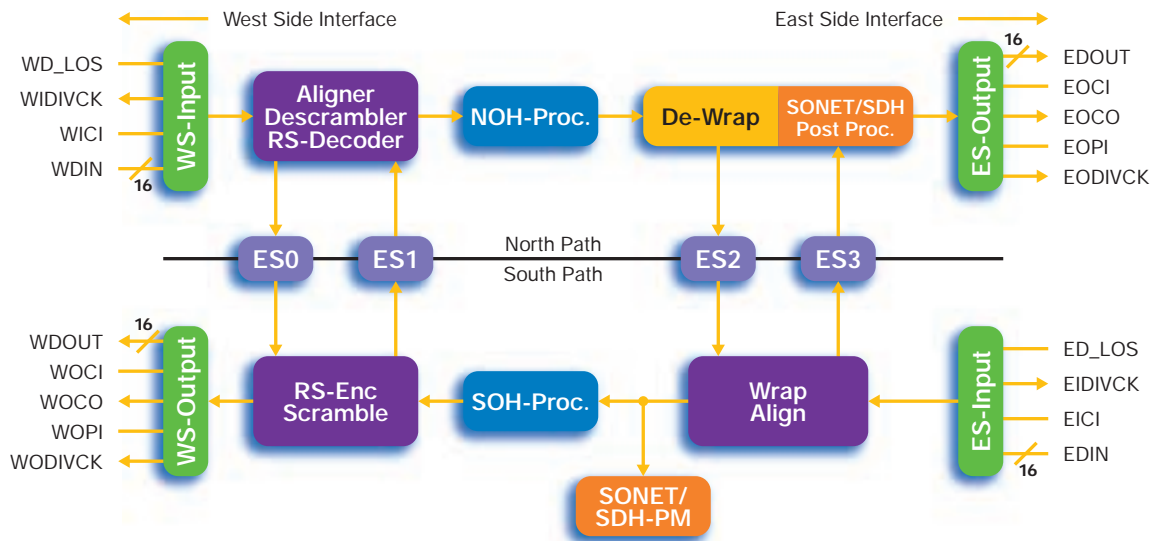 West Side Interface
East Side Interface
WD_LOS
WIDIVCK
WICI
WDIN
16
WS-Input
Aligner
Descrambler
RS-Decoder
NOH-Proc.
De-Wrap
SONET/SDH
Post Proc.
ES-Output
16
EDOUT
EOCI
EOCO
EOPI
EODIVCK
ES0
ES1
North Path
South Path
ES2
ES3
16
WDOUT
WOCI
WOCO
WOPI
WODIVCK
WS-Output
RS-Enc
Scramble
SOH-Proc.
SONET/
SDH-PM
Wrap
Align
ES-Input
ED_LOS
EIDIVCK
EICI
EDIN
16